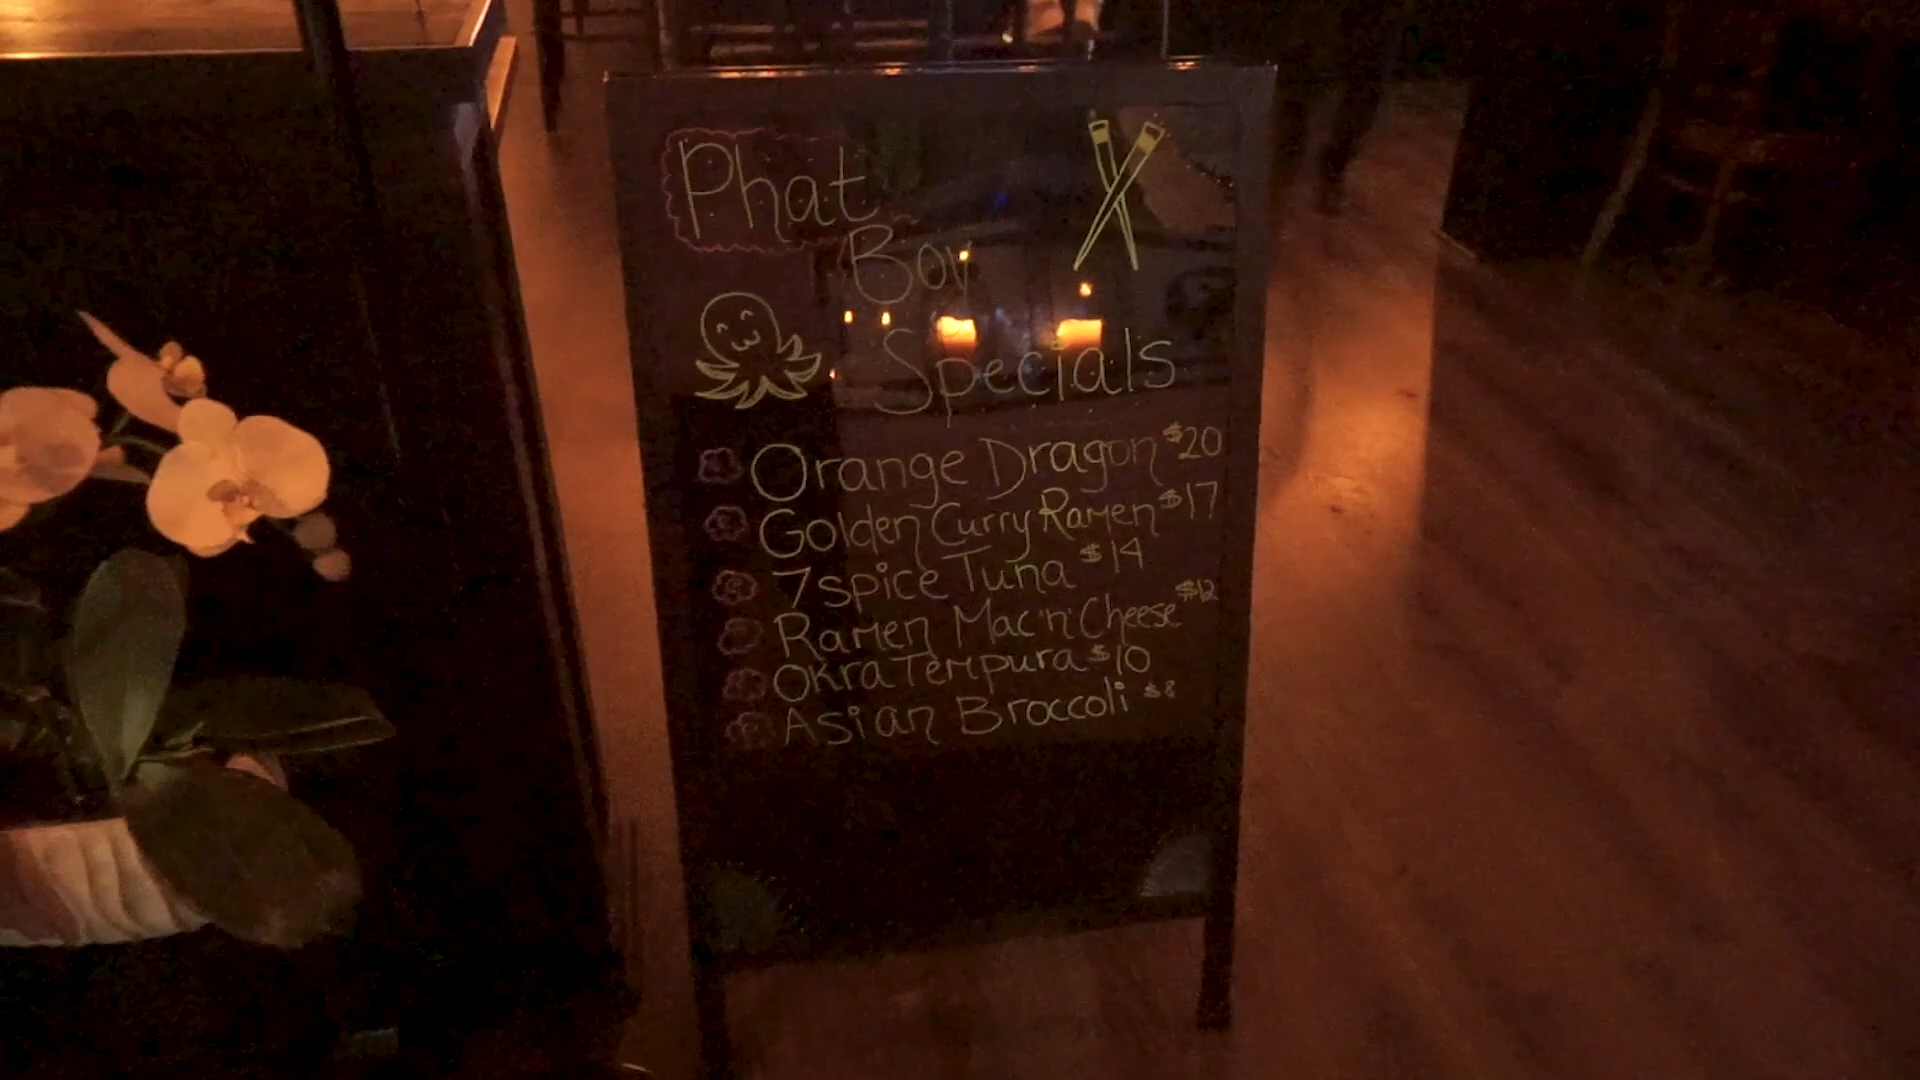 Phat
Boy
Specials
Orange Dragon $20
Golden Curry Ramen $17
7 spice Tuna $14
Ramen Mac 'n' Cheese $12
Okra Tempura $10
Asian Broccoli $8